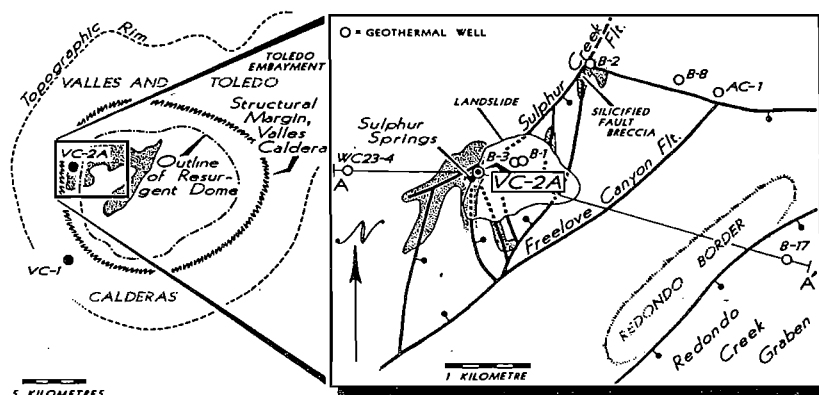 Topographic Rim
VALLES AND TOLEDO
TOLEDO
EMBAYMENT
Structural
Margin,
Valles
Caldera
VC-2A
Outline
of Resur-
gent Dome
VC-1
CALDERAS
5 KILOMETRES
O = GEOTHERMAL WELL
Sulphur Creek Flt.
B-2
B-8
AC-1
LANDSLIDE
SILICIFIED
FAULT
BRECCIA
Sulphur
Springs
WC23-4
A
B-3
B-1
VC-2A
Freelove Canyon Flt.
N
REDONDO BORDER
B-17
A'
Redondo
Creek
Graben
1 KILOMETRE